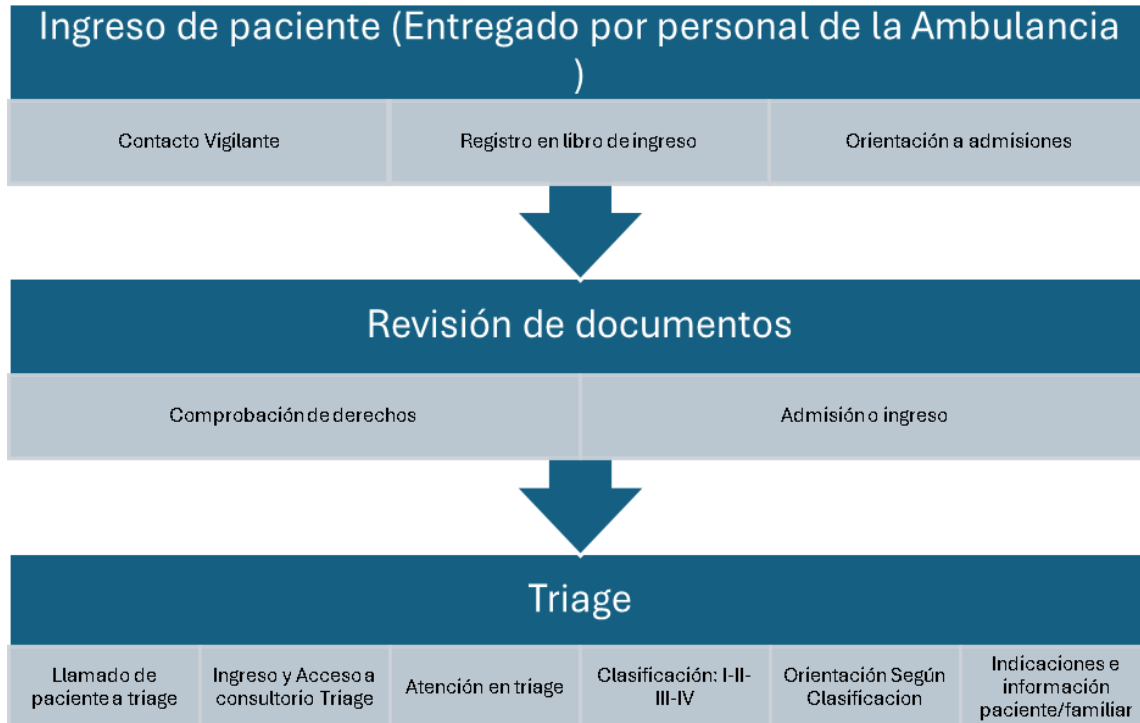 Ingreso de paciente (Entregado por personal de la Ambulancia
)
Contacto Vigilante
Registro en libro de ingreso
Orientación a admisiones
Revisión de documentos
Comprobación de derechos
Admisión o ingreso
Triage
Llamado de
paciente a triage
Ingreso y Acceso a
consultorio Triage
Atención en triage
Clasificación: I-II-
III-IV
Orientación Según
Clasificacion
Indicaciones e
información
paciente/familiar